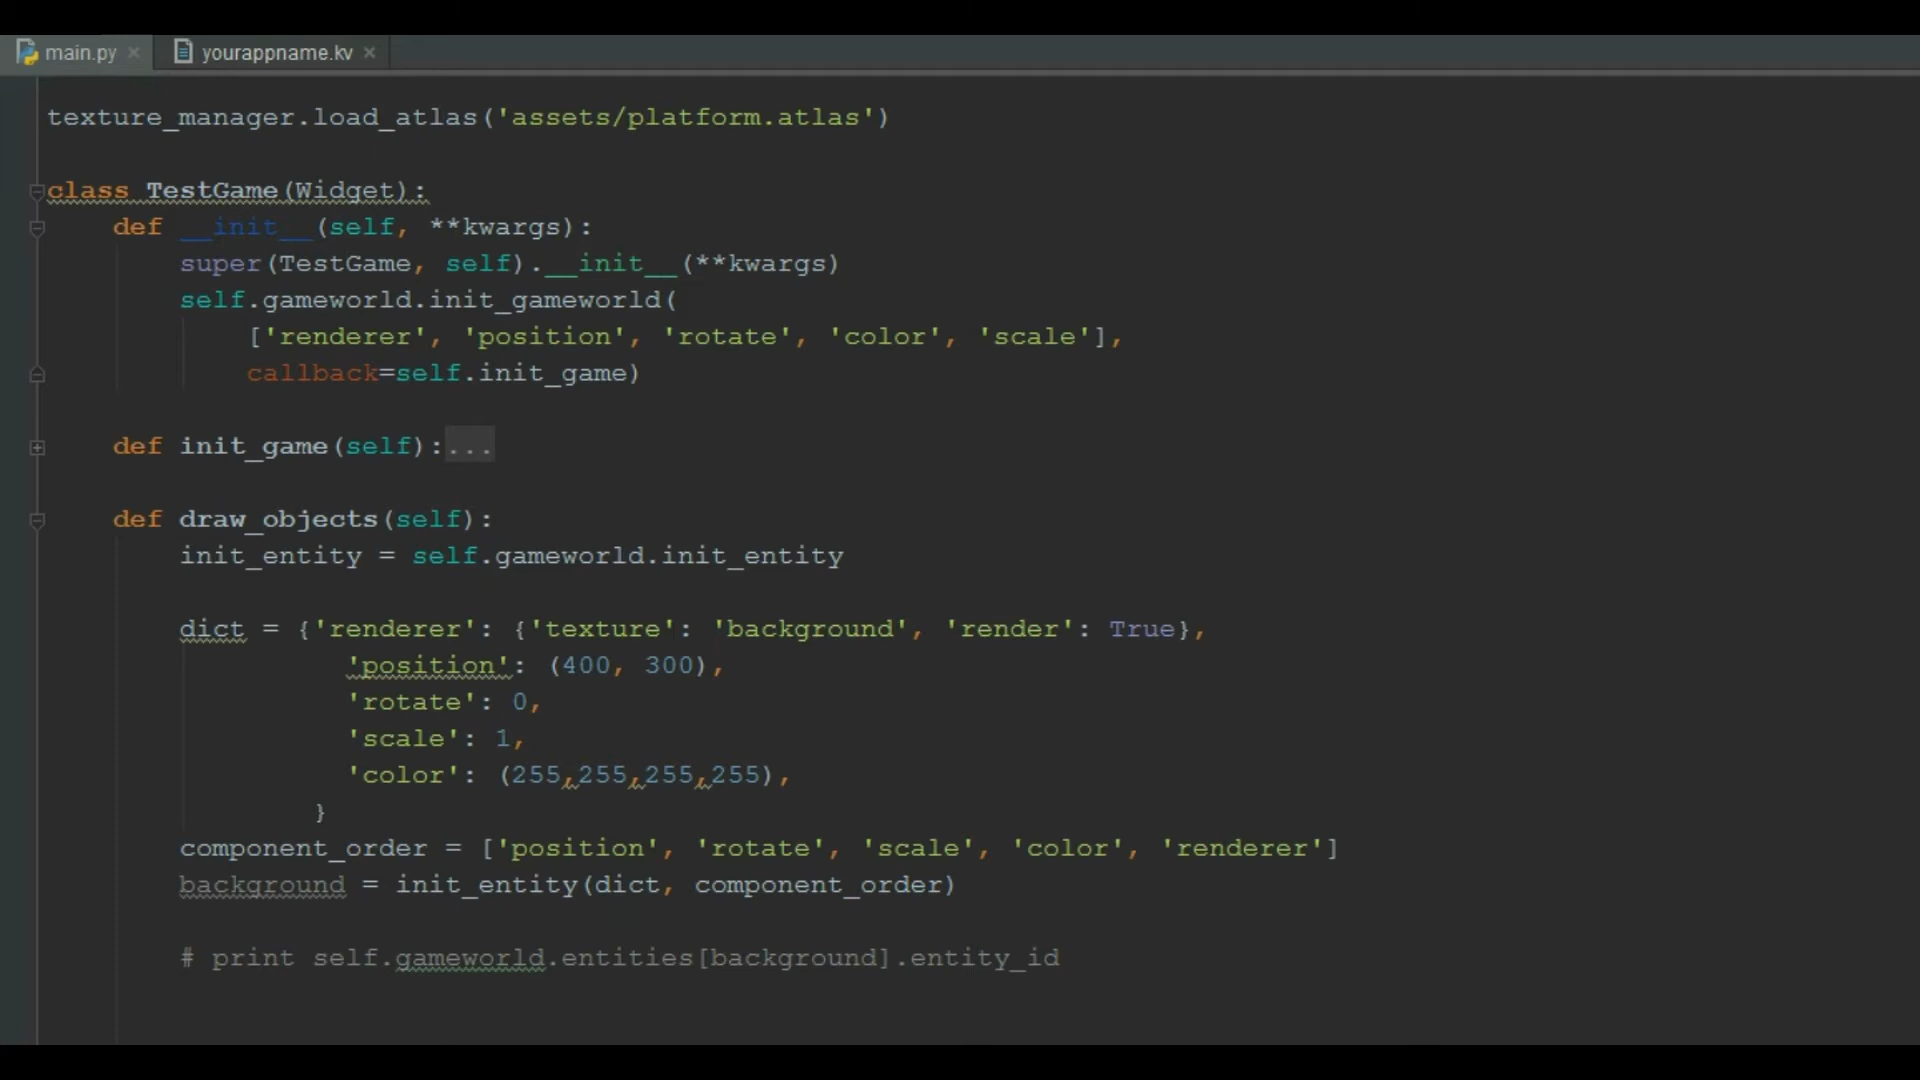 main.py yourappname.kv
texture_manager.load_atlas('assets/platform.atlas')
class TestGame(Widget):
def __init__(self, **kwargs):
super(TestGame, self).__init__(**kwargs)
self.gameworld.init_gameworld(
['renderer', 'position', 'rotate', 'color', 'scale'],
callback=self.init_game)
def init_game(self):...
def draw_objects(self):
init_entity = self.gameworld.init_entity
dict = {'renderer': {'texture': 'background', 'render': True},
'position': (400, 300),
'rotate': 0,
'scale': 1,
'color': (255,255,255,255),
}
component_order = ['position', 'rotate', 'scale', 'color', 'renderer']
background = init_entity(dict, component_order)
# print self.gameworld.entities[background].entity_id